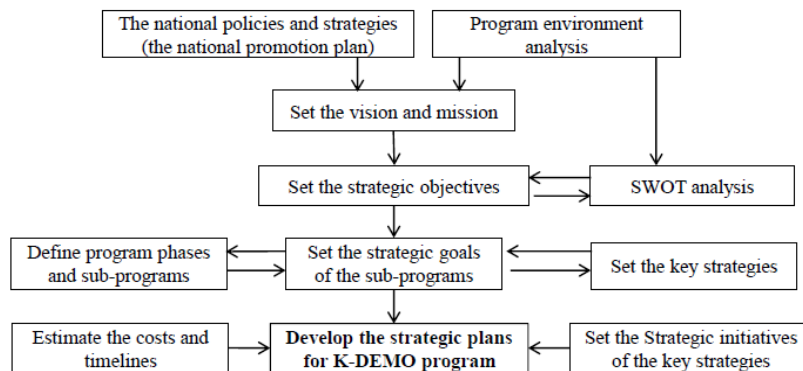 The national policies and strategies
(the national promotion plan)
Program environment
analysis
Set the vision and mission
Set the strategic objectives
SWOT analysis
Define program phases
and sub-programs
Set the strategic goals
of the sub-programs
Set the key strategies
Estimate the costs and
timelines
Develop the strategic plans
for K-DEMO program
Set the Strategic initiatives
of the key strategies